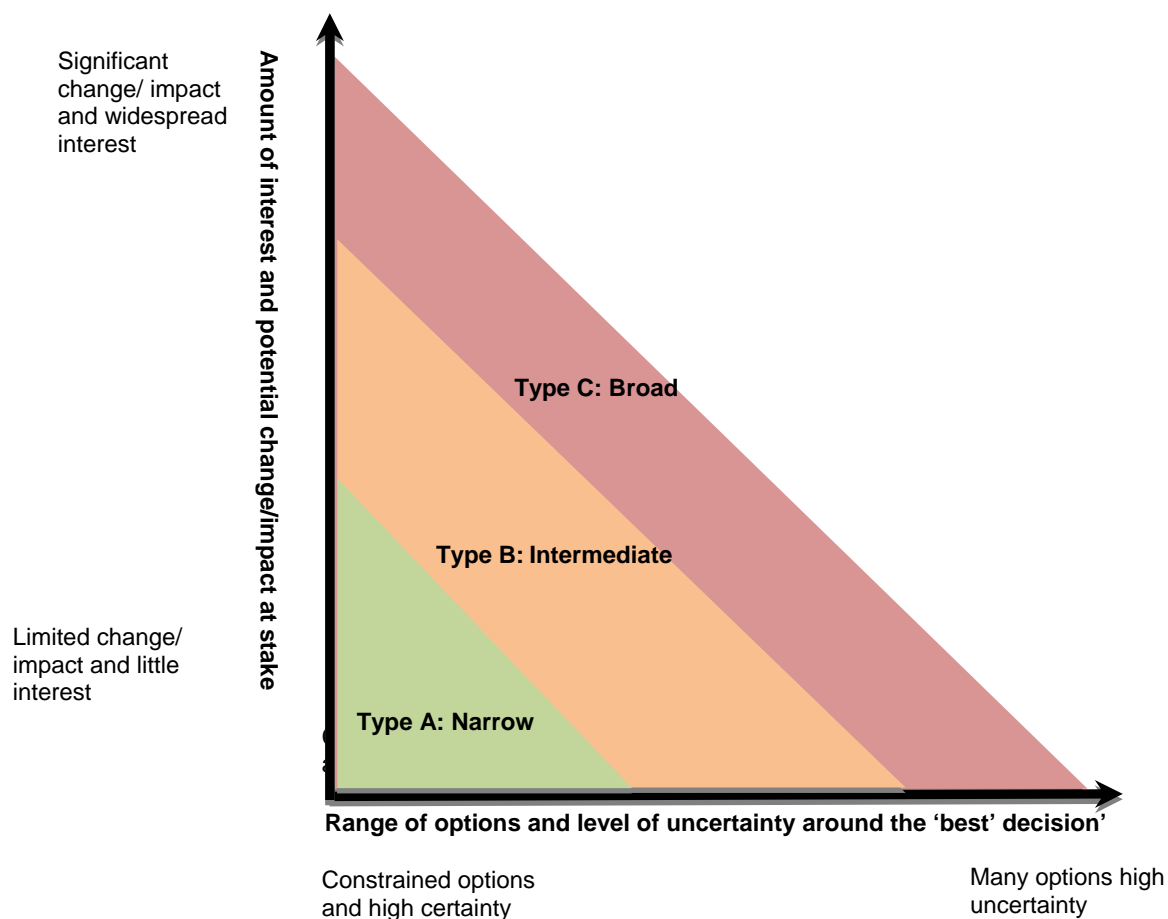 Significant
change/ impact
and widespread
interest
Amount of interest and potential change/impact at stake
Type C: Broad
Type B: Intermediate
Limited change/
impact and little
interest
Type A: Narrow
Range of options and level of uncertainty around the ‘best’ decision’
Constrained options
and high certainty
Many options high
uncertainty